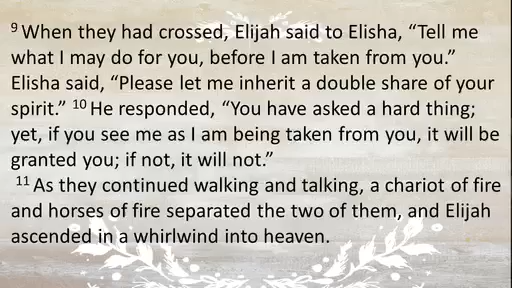 9 When they had crossed, Elijah said to Elisha, “Tell me
what I may do for you, before I am taken from you.”
Elisha said, “Please let me inherit a double share of your
spirit.” 10 He responded, “You have asked a hard thing;
yet, if you see me as I am being taken from you, it will be
granted you; if not, it will not.”
11 As they continued walking and talking, a chariot of fire
and horses of fire separated the two of them, and Elijah
ascended in a whirlwind into heaven.